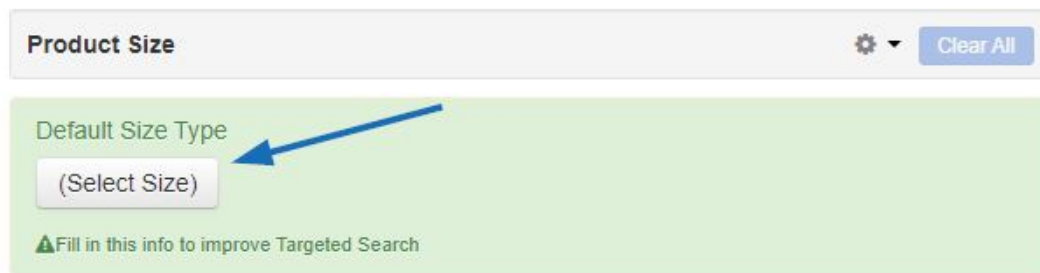 Product Size
Clear All
Default Size Type
(Select Size)
Fill in this info to improve Targeted Search